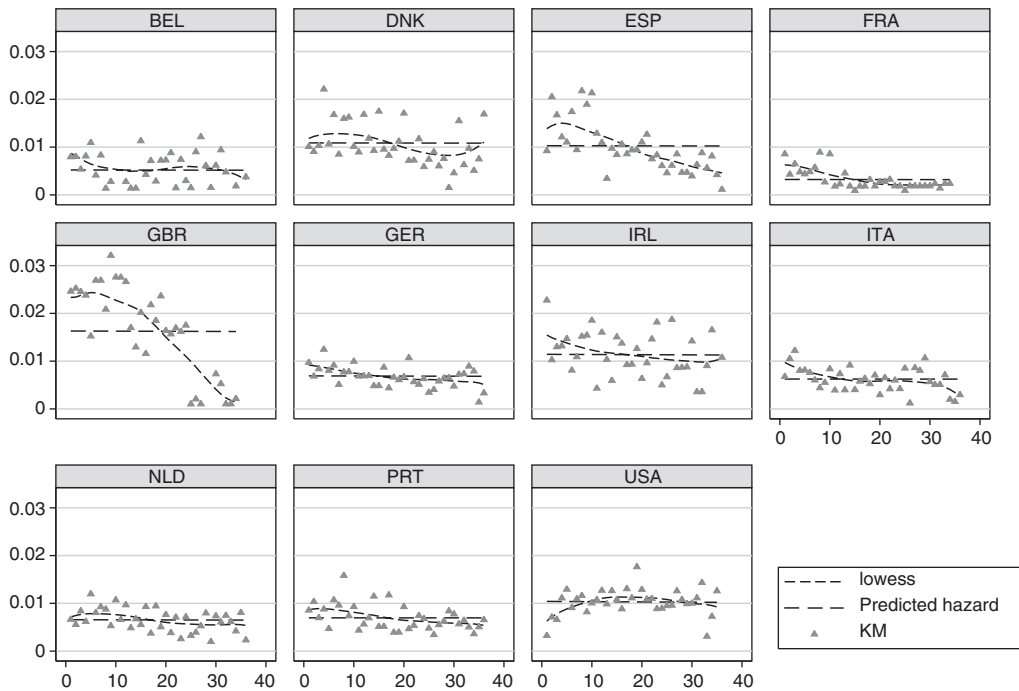 BEL DNK ESP FRA
0.03
0.02
0.01
0
GBR GER IRL ITA
0.03
0.02
0.01
0
0 10 20 30 40
NLD PRT USA
0.03
0.02
0.01
0
0 10 20 30 40 0 10 20 30 40 0 10 20 30 40
lowess
Predicted hazard
KM